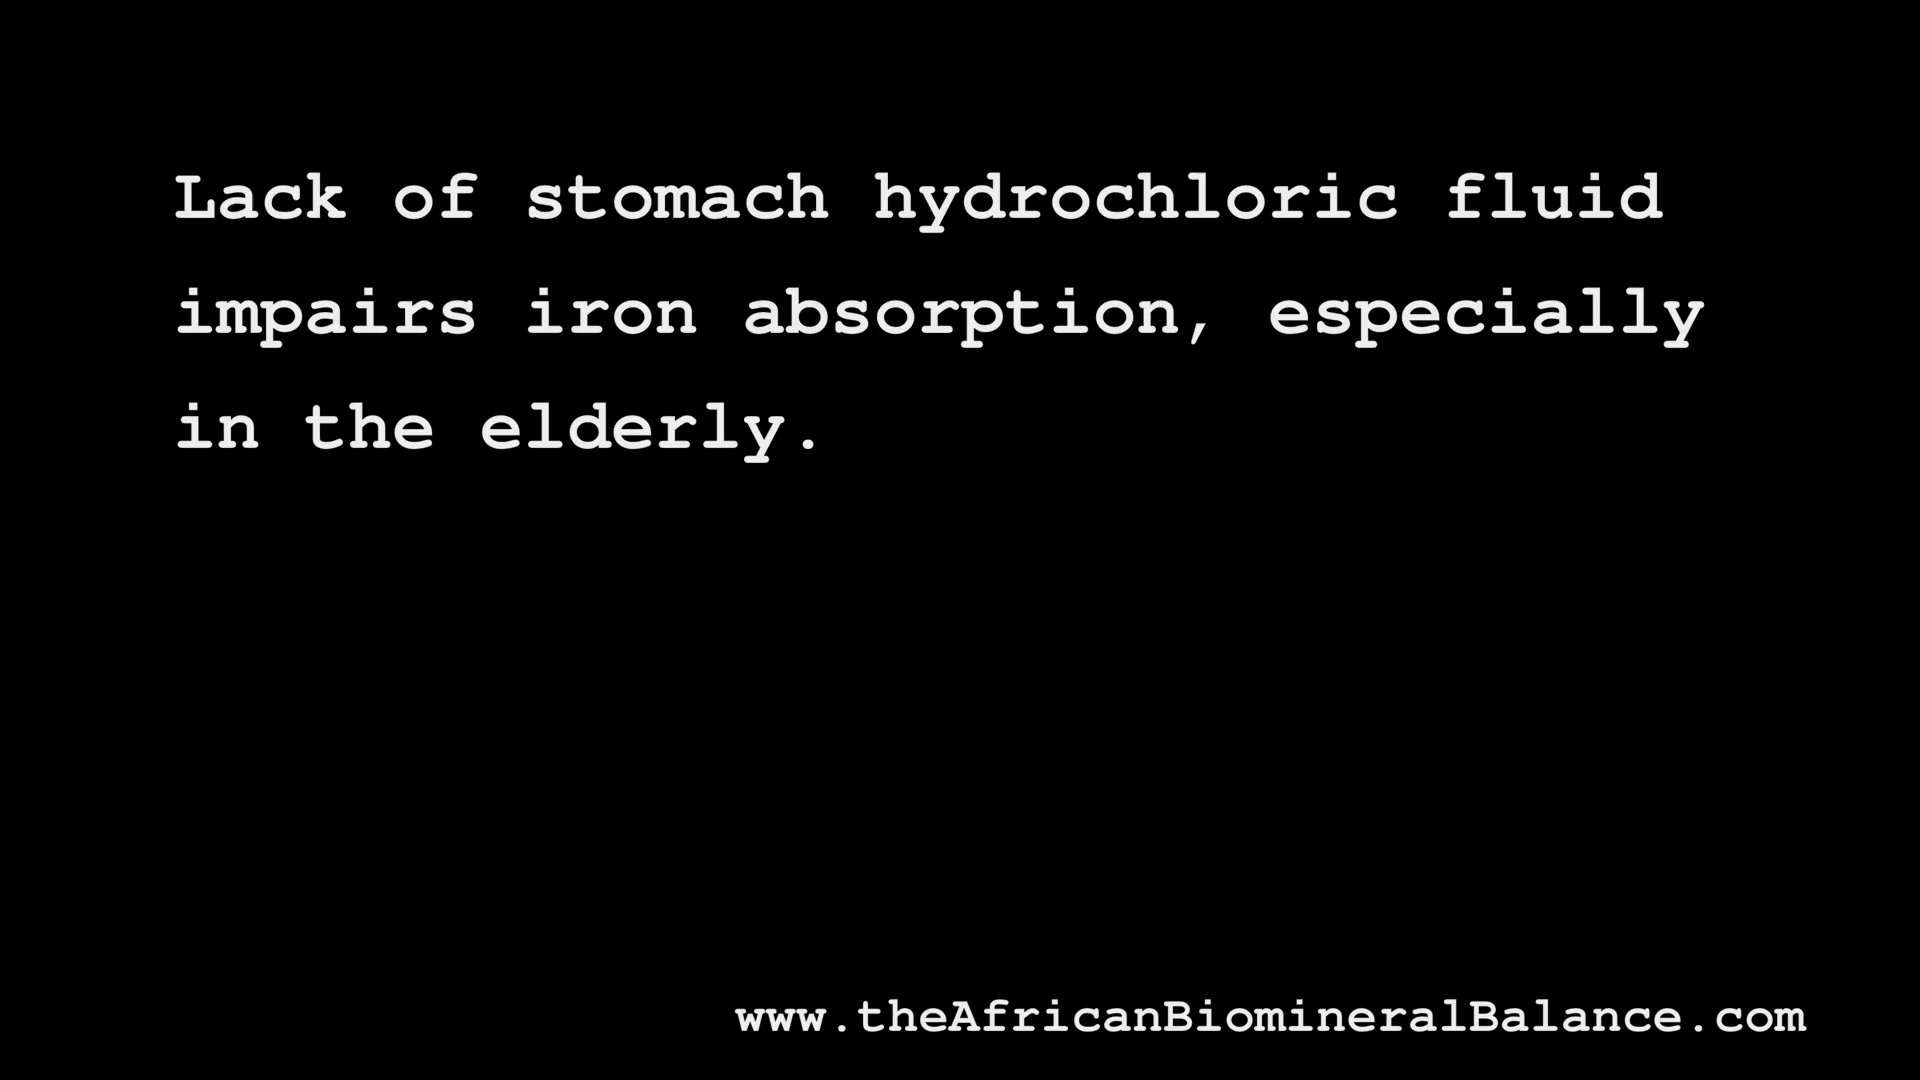 Lack of stomach hydrochloric fluid
impairs iron absorption, especially
in the elderly.
www.theAfricanBiomineralBalance.com